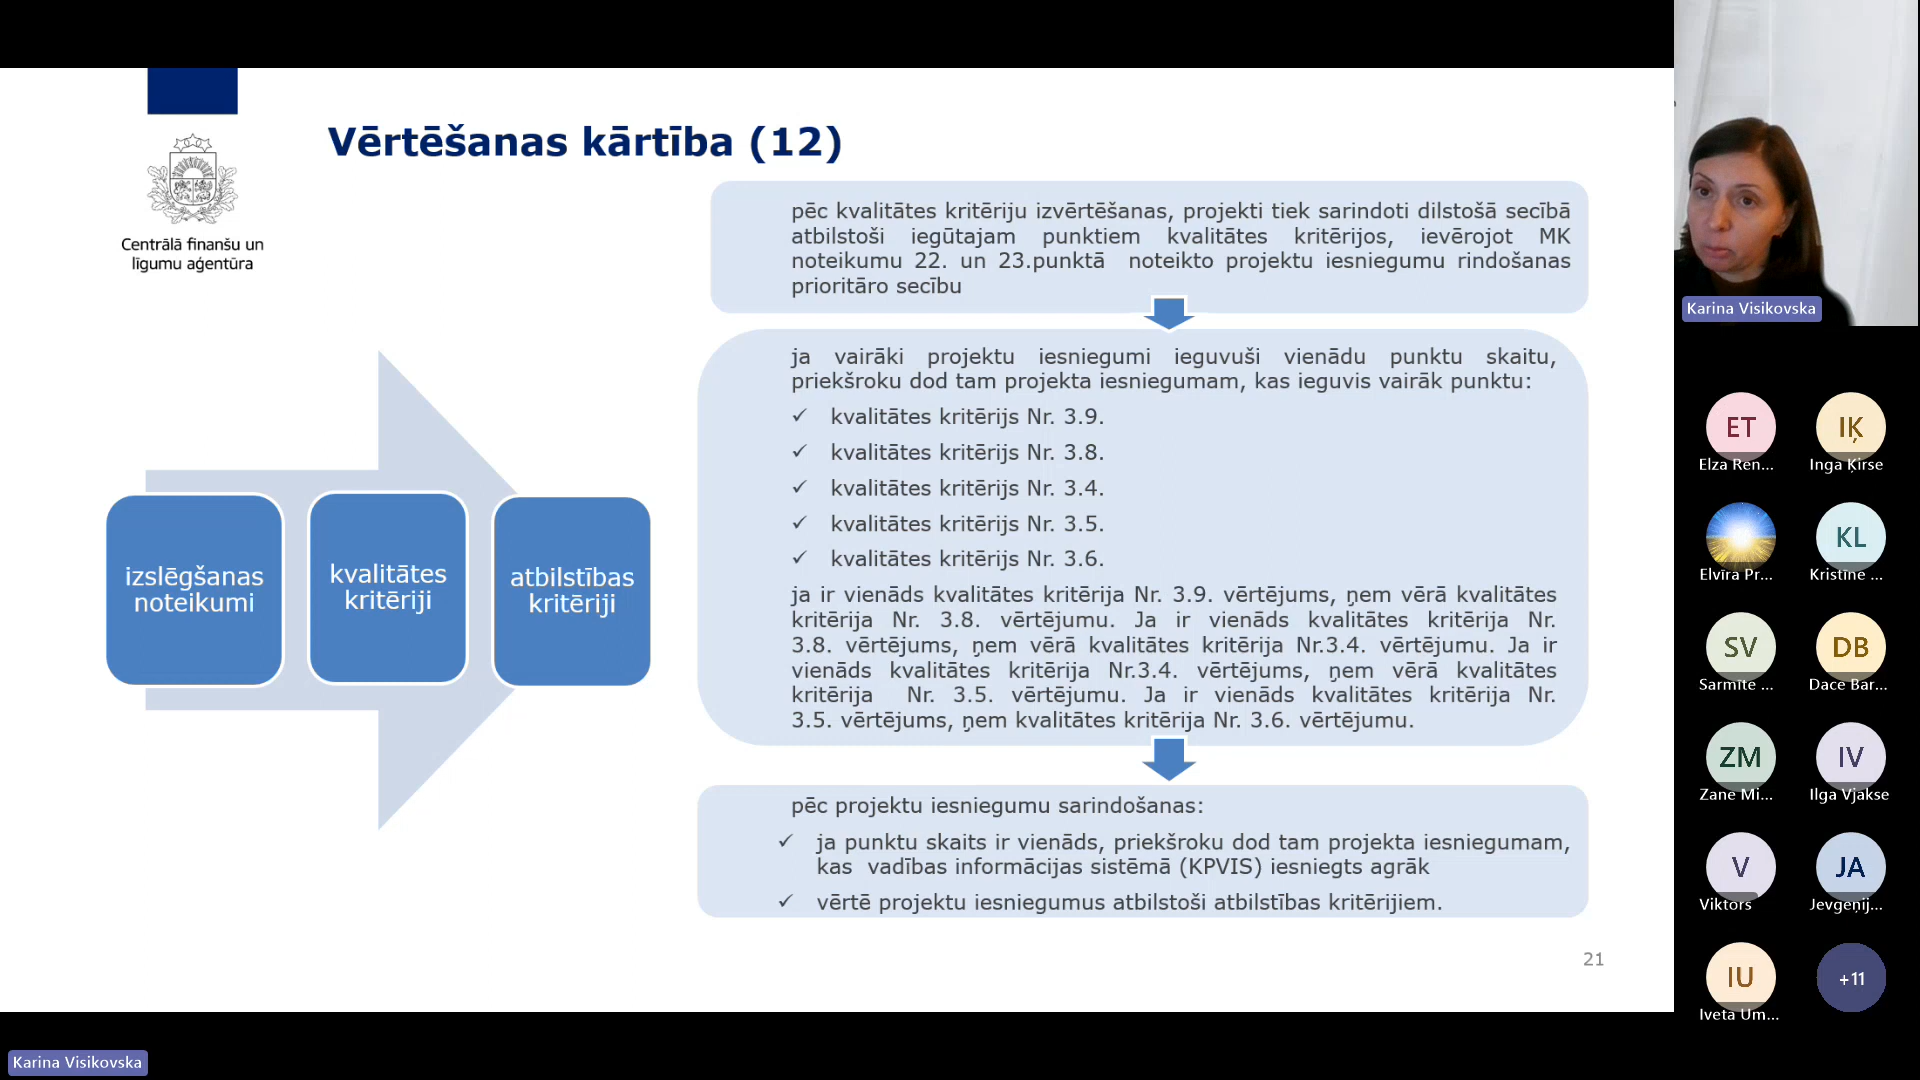 Vērtēšanas kārtība (12)
Centrālā finanšu un
līgumu aģentūra
izslēgšanas
noteikumi
kvalitātes
kritēriji
atbilstības
kritēriji
pēc kvalitātes kritēriju izvērtēšanas, projekti tiek sarindoti dilstošā secībā
atbilstoši iegūtajam punktiem kvalitātes kritērijos, ievērojot MK
noteikumu 22. un 23.punktā noteikto projektu iesniegumu rindošanas
prioritāro secību
ja vairāki projektu iesniegumi ieguvuši vienādu punktu skaitu,
priekšroku dod tam projekta iesniegumam, kas ieguvis vairāk punktu:
✓ kvalitātes kritērijs Nr. 3.9.
✓ kvalitātes kritērijs Nr. 3.8.
✓ kvalitātes kritērijs Nr. 3.4.
✓ kvalitātes kritērijs Nr. 3.5.
✓ kvalitātes kritērijs Nr. 3.6.
ja ir vienāds kvalitātes kritērija Nr. 3.9. vērtējums, ņem vērā kvalitātes
kritērija Nr. 3.8. vērtējumu. Ja ir vienāds kvalitātes kritērija Nr.
3.8. vērtējums, ņem vērā kvalitātes kritērija Nr.3.4. vērtējumu. Ja ir
vienāds kvalitātes kritērija Nr.3.4. vērtējums, ņem vērā kvalitātes
kritērija Nr. 3.5. vērtējumu. Ja ir vienāds kvalitātes kritērija Nr.
3.5. vērtējums, ņem kvalitātes kritērija Nr. 3.6. vērtējumu.
pēc projektu iesniegumu sarindošanas:
✓ ja punktu skaits ir vienāds, priekšroku dod tam projekta iesniegumam,
kas vadības informācijas sistēmā (KPVIS) iesniegts agrāk
✓ vērtē projektu iesniegumus atbilstoši atbilstības kritērijiem.
21
Karina Visikovska
ET
Elza Ren...
IĶ
Inga Ķirse
Elvīra Pr...
KL
Kristīne ...
SV
Sarmīte ...
DB
Dace Bar...
ZM
Zane Mi...
IV
Ilga Vjakse
V
Viktors
JA
Jevgeņij...
IU
Iveta Um...
+11
Karina Visikovska